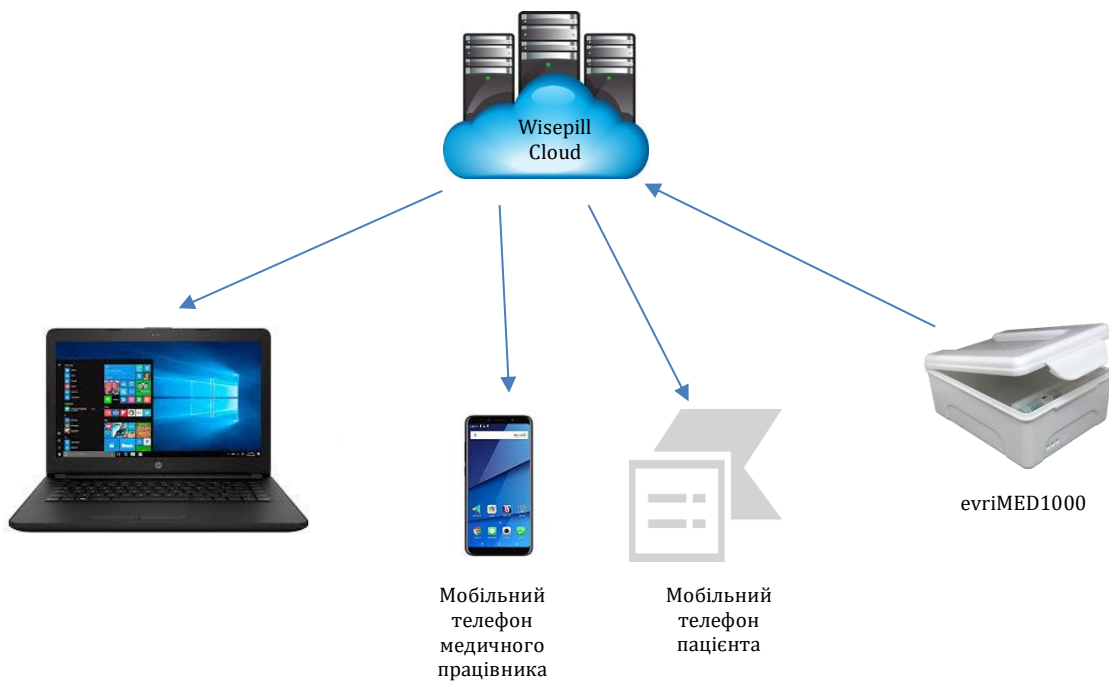 Wisepill
Cloud
evriMED1000
Мобільний
телефон
медичного
працівника
Мобільний
телефон
пацієнта